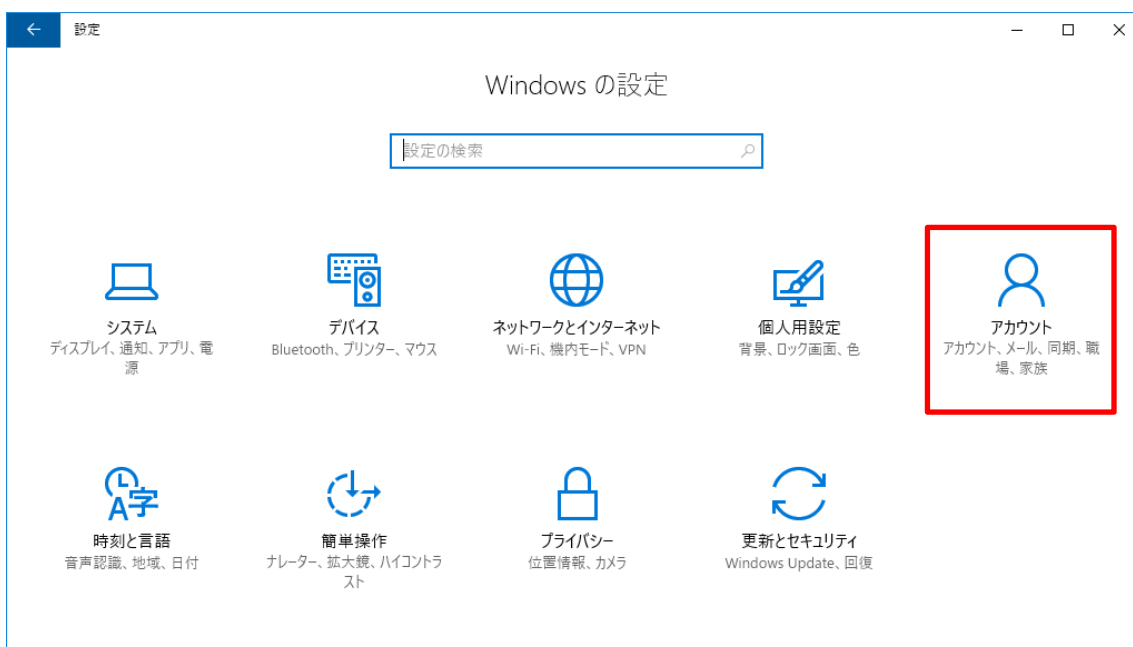 設定
Windows の設定
設定の検索
システム
ディスプレイ、通知、アプリ、電
源
デバイス
Bluetooth、プリンター、マウス
ネットワークとインターネット
Wi-Fi、機内モード、VPN
個人用設定
背景、ロック画面、色
アカウント
アカウント、メール、同期、職
場、家族
時刻と言語
音声認識、地域、日付
簡単操作
ナレーター、拡大鏡、ハイコントラ
スト
プライバシー
位置情報、カメラ
更新とセキュリティ
Windows Update、回復